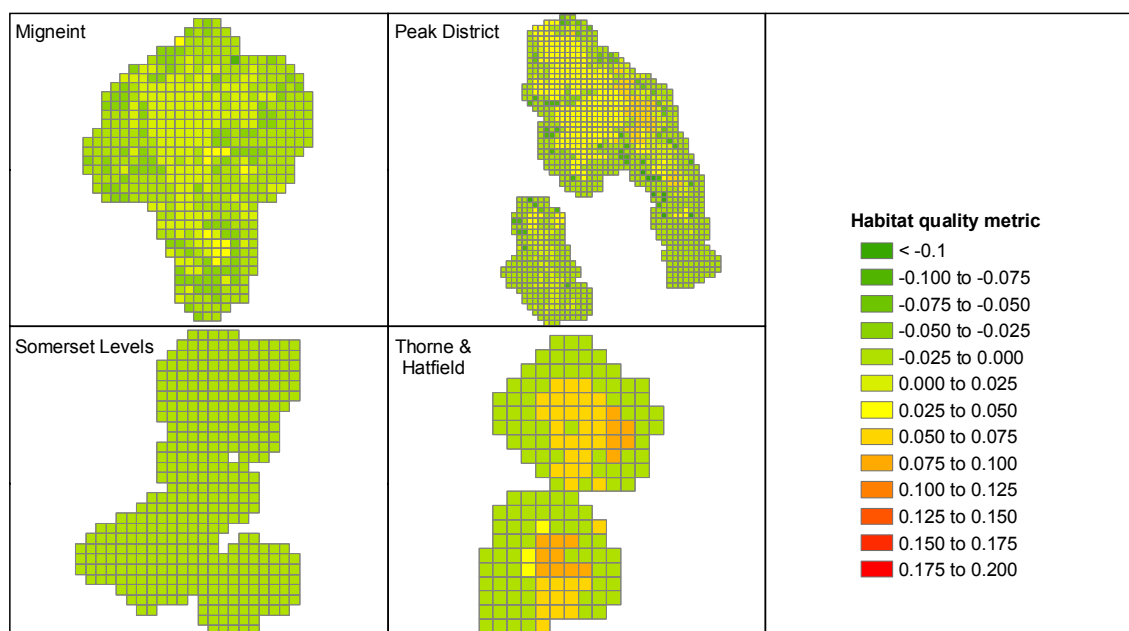 Migneint
Peak District
Somerset Levels
Thorne &
Hatfield
Habitat quality metric
< -0.1
-0.100 to -0.075
-0.075 to -0.050
-0.050 to -0.025
-0.025 to 0.000
0.000 to 0.025
0.025 to 0.050
0.050 to 0.075
0.075 to 0.100
0.100 to 0.125
0.125 to 0.150
0.150 to 0.175
0.175 to 0.200